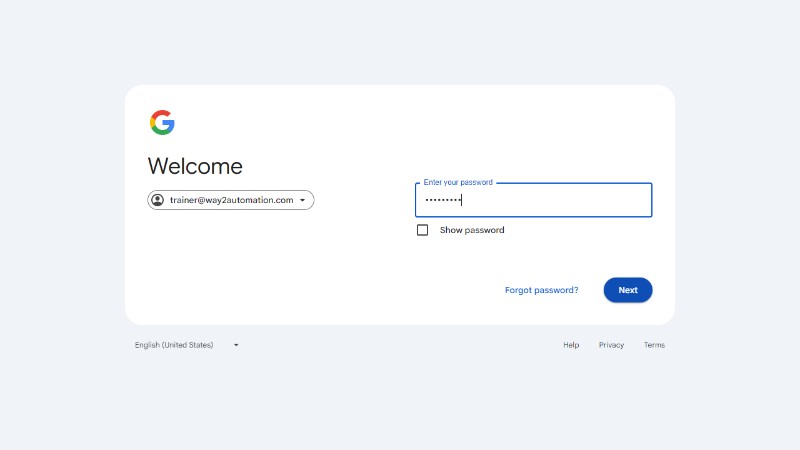 Welcome
trainer@way2automation.com
Enter your password
•••••••••
Show password
Forgot password?
Next
English (United States)
Help
Privacy
Terms